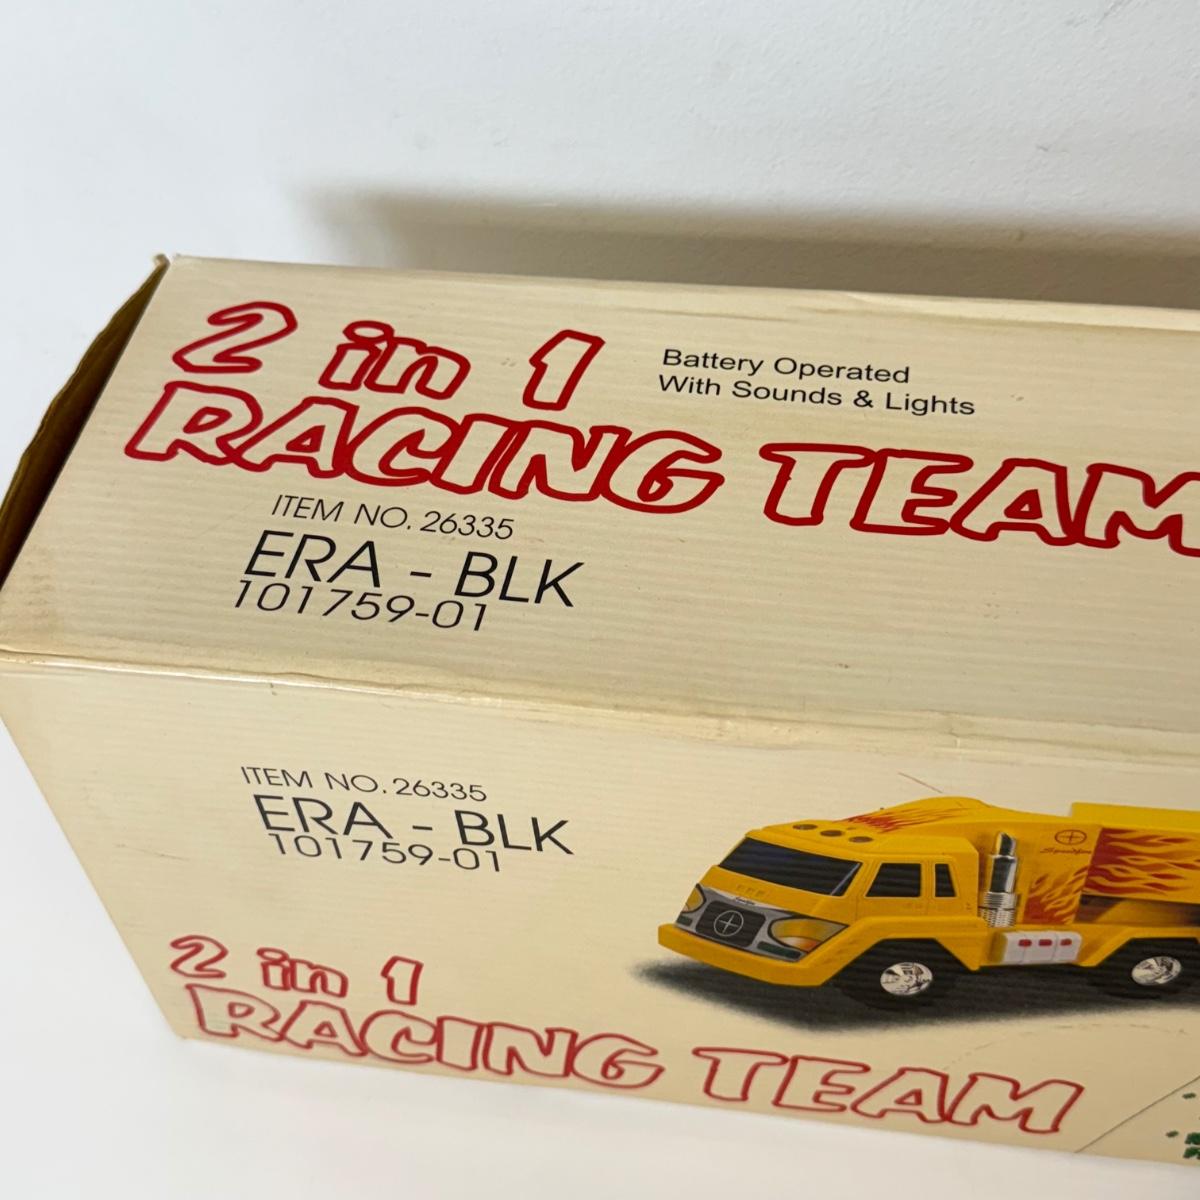 2 in 1
RACING TEAM
Battery Operated
With Sounds & Lights
ITEM NO. 26335
ERA - BLK
101759-01
ITEM NO. 26335
ERA - BLK
101759-01
2 in 1
RACING TEAM